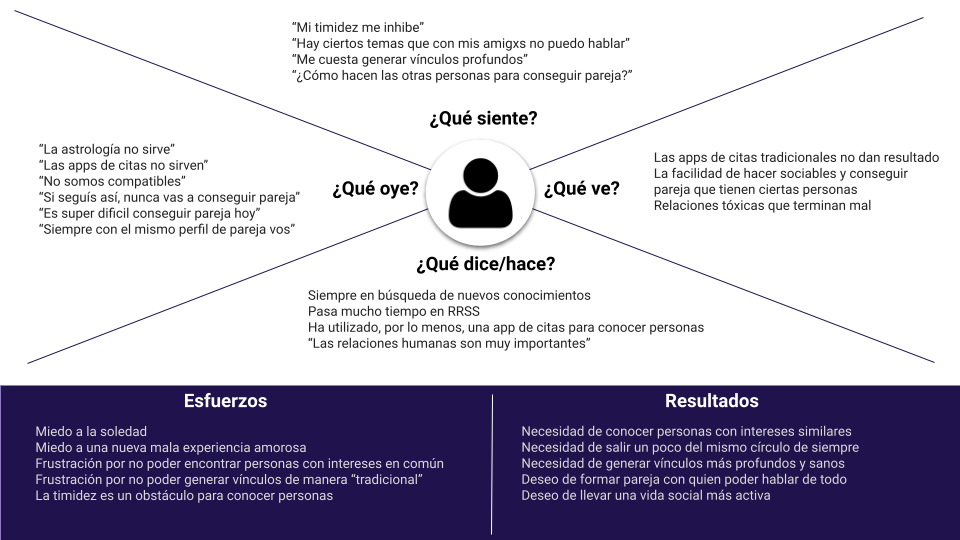 “Mi timidez me inhibe”
“Hay ciertos temas que con mis amigxs no puedo hablar”
“Me cuesta generar vínculos profundos”
“¿Cómo hacen las otras personas para conseguir pareja?”
¿Qué siente?
“La astrología no sirve”
“Las apps de citas no sirven”
“No somos compatibles”
“Si seguís así, nunca vas a conseguir pareja”
“Es super dificil conseguir pareja hoy”
“Siempre con el mismo perfil de pareja vos”
¿Qué oye?
¿Qué ve?
Las apps de citas tradicionales no dan resultado
La facilidad de hacer sociables y conseguir
pareja que tienen ciertas personas
Relaciones tóxicas que terminan mal
¿Qué dice/hace?
Siempre en búsqueda de nuevos conocimientos
Pasa mucho tiempo en RRSS
Ha utilizado, por lo menos, una app de citas para conocer personas
“Las relaciones humanas son muy importantes”
Esfuerzos
Miedo a la soledad
Miedo a una nueva mala experiencia amorosa
Frustración por no poder encontrar personas con intereses en común
Frustración por no poder generar vínculos de manera “tradicional”
La timidez es un obstáculo para conocer personas
Resultados
Necesidad de conocer personas con intereses similares
Necesidad de salir un poco del mismo círculo de siempre
Necesidad de generar vínculos más profundos y sanos
Deseo de formar pareja con quien poder hablar de todo
Deseo de llevar una vida social más activa